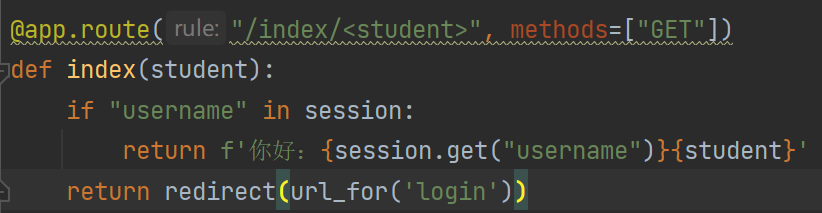 @app.route( rule: "/index/<student>", methods=["GET"])
def index(student):
    if "username" in session:
        return f'你好：{session.get("username")}{student}'
    return redirect(url_for('login'))